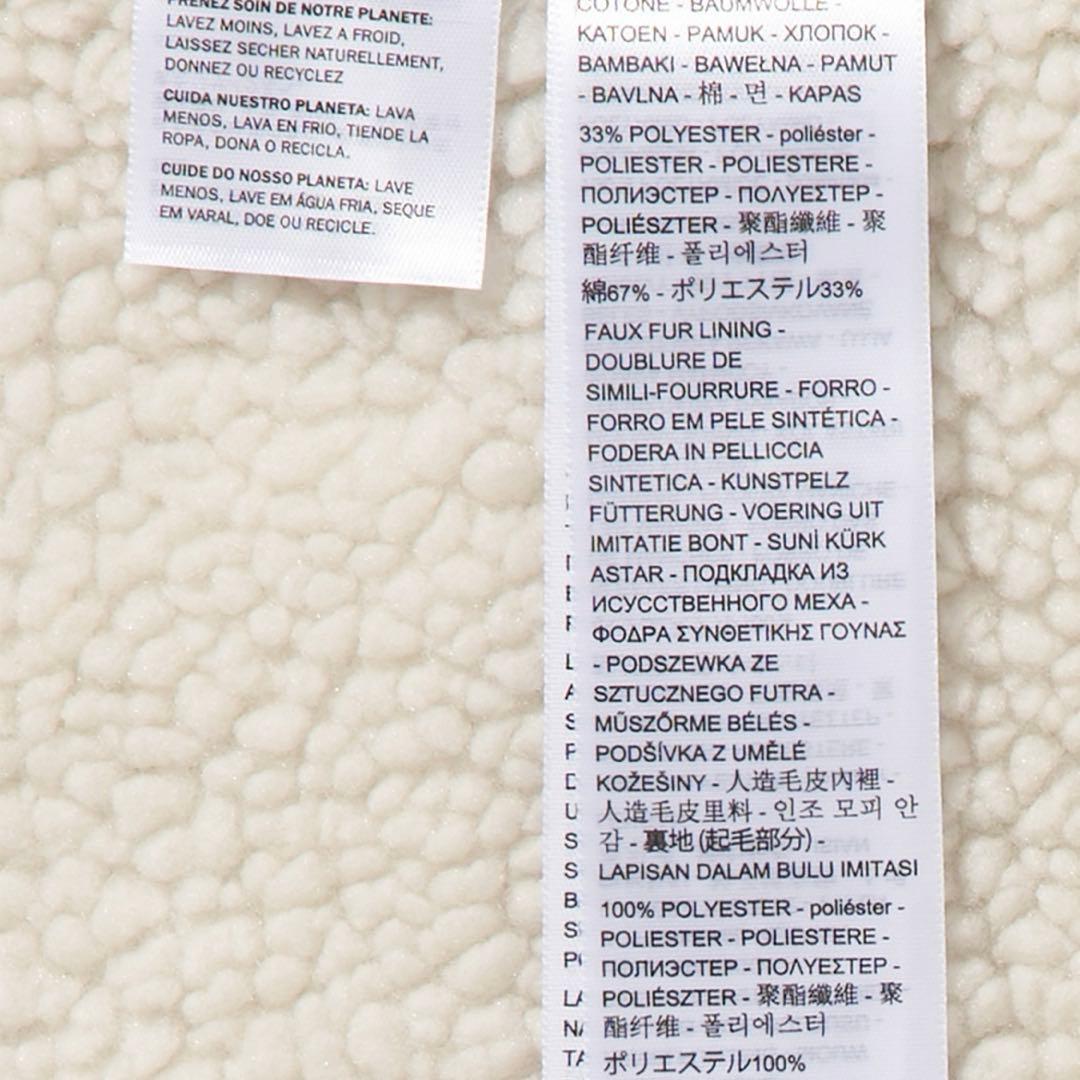 PRENEZ SOIN DE NOTRE PLANETE:
LAVEZ MOINS, LAVEZ A FROID,
LAISSEZ SECHER NATURELLEMENT,
DONNEZ OU RECYCLEZ
CUIDA NUESTRO PLANETA: LAVA
MENOS, LAVA EN FRIO, TIENDE LA
ROPA, DONA O RECICLA.
CUIDE DO NOSSO PLANETA: LAVE
MENOS, LAVE EM ÁGUA FRIA, SEQUE
EM VARAL, DOE OU RECICLE.
COTONE - BAUMWOLLE -
KATOEN - PAMUK - ХЛОПОК -
BAMBAKI - BAWEŁNA - PAMUT
- BAVLNA - 棉 - 면 - KAPAS
33% POLYESTER - poliéster -
POLIESTER - POLIESTERE -
ПОЛИЭСТЕР - ΠΟΛΥΕΣΤΕΡ -
POLIÉSZTER - 聚酯纖維 - 聚
酯纤维 - 폴리에스터
綿67% - ポリエステル33%
FAUX FUR LINING -
DOUBLURE DE
SIMILI-FOURRURE - FORRO -
FORRO EM PELE SINTÉTICA -
FODERA IN PELLICCIA
SINTETICA - KUNSTPELZ
FÜTTERUNG - VOERING UIT
IMITATIE BONT - SUNİ KÜRK
ASTAR - ПОДКЛАДКА ИЗ
ИСУССТВЕННОГО МЕХА -
ΦΟΔΡΑ ΣΥΝΘΕΤΙΚΗΣ ΓΟΥΝΑΣ
- PODSZEWKA ZE
SZTUCZNEGO FUTRA -
MŰSZŐRME BÉLÉS -
PODŠÍVKA Z UMĚLÉ
KOŽEŠINY - 人造毛皮內裡 -
人造毛皮里料 - 인조 모피 안
감 - 裏地 (起毛部分) -
LAPISAN DALAM BULU IMITASI
100% POLYESTER - poliéster -
POLIESTER - POLIESTERE -
ПОЛИЭСТЕР - ΠΟΛΥΕΣΤΕΡ -
POLIÉSZTER - 聚酯纖維 - 聚
酯纤维 - 폴리에스터
ポリエステル100%